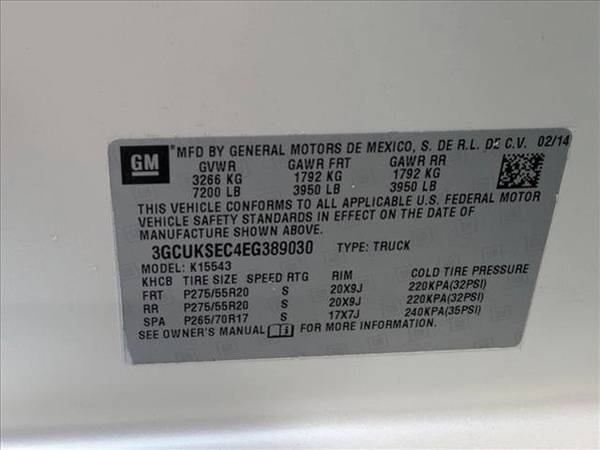 GM
MFD BY GENERAL MOTORS DE MEXICO, S. DE R.L. DE C.V. 02/14
GVWR GAWR FRT GAWR RR
3266 KG 1792 KG 1792 KG
7200 LB 3950 LB 3950 LB
THIS VEHICLE CONFORMS TO ALL APPLICABLE U.S. FEDERAL MOTOR
VEHICLE SAFETY STANDARDS IN EFFECT ON THE DATE OF
MANUFACTURE SHOWN ABOVE.
3GCUKSEC4EG389030 TYPE: TRUCK
MODEL: K15543
KHCB TIRE SIZE SPEED RTG RIM COLD TIRE PRESSURE
FRT P275/55R20 S 20X9J 220KPA(32PSI)
RR P275/55R20 S 20X9J 220KPA(32PSI)
SPA P265/70R17 S 17X7J 240KPA(35PSI)
SEE OWNER'S MANUAL FOR MORE INFORMATION.